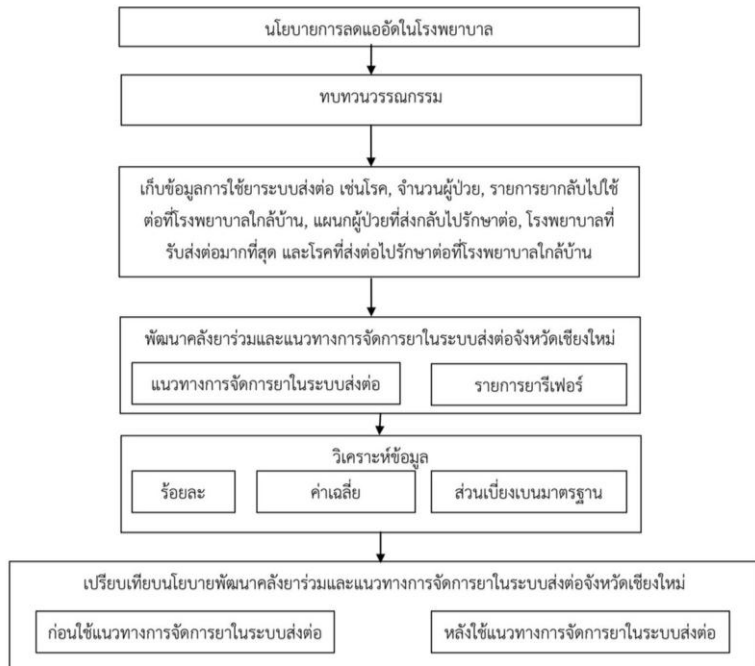 นโยบายการลดแออัดในโรงพยาบาล
ทบทวนวรรณกรรม
เก็บข้อมูลการใช้ยาระบบส่งต่อ เช่นโรค, จำนวนผู้ป่วย, รายการยากลับไปใช้
ต่อที่โรงพยาบาลใกล้บ้าน, แผนกผู้ป่วยที่ส่งกลับไปรักษาต่อ, โรงพยาบาลที่
รับส่งต่อมากที่สุด และโรคที่ส่งต่อไปรักษาต่อที่โรงพยาบาลใกล้บ้าน
พัฒนาคลังยาร่วมและแนวทางการจัดการยาในระบบส่งต่อจังหวัดเชียงใหม่
แนวทางการจัดการยาในระบบส่งต่อ
รายการยารีเฟอร์
วิเคราะห์ข้อมูล
ร้อยละ
ค่าเฉลี่ย
ส่วนเบี่ยงเบนมาตรฐาน
เปรียบเทียบนโยบายพัฒนาคลังยาร่วมและแนวทางการจัดการยาในระบบส่งต่อจังหวัดเชียงใหม่
ก่อนใช้แนวทางการจัดการยาในระบบส่งต่อ
หลังใช้แนวทางการจัดการยาในระบบส่งต่อ